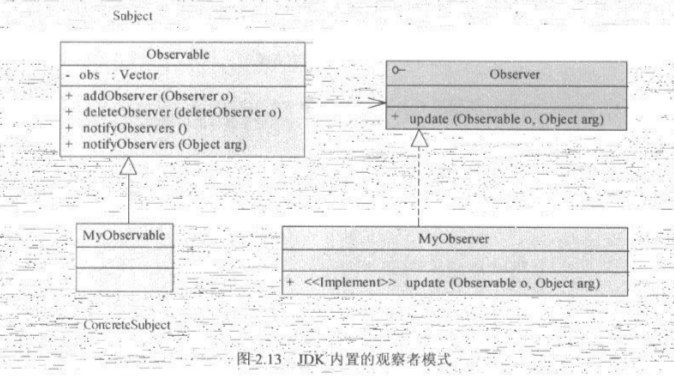 Subject
Observable
- obs : Vector
+ addObserver (Observer o)
+ deleteObserver (deleteObserver o)
+ notifyObservers ()
+ notifyObservers (Object arg)
Observer
+ update (Observable o, Object arg)
MyObservable
MyObserver
+ <<Implement>> update (Observable o, Object arg)
ConcreteSubject
图 2.13 JDK 内置的观察者模式